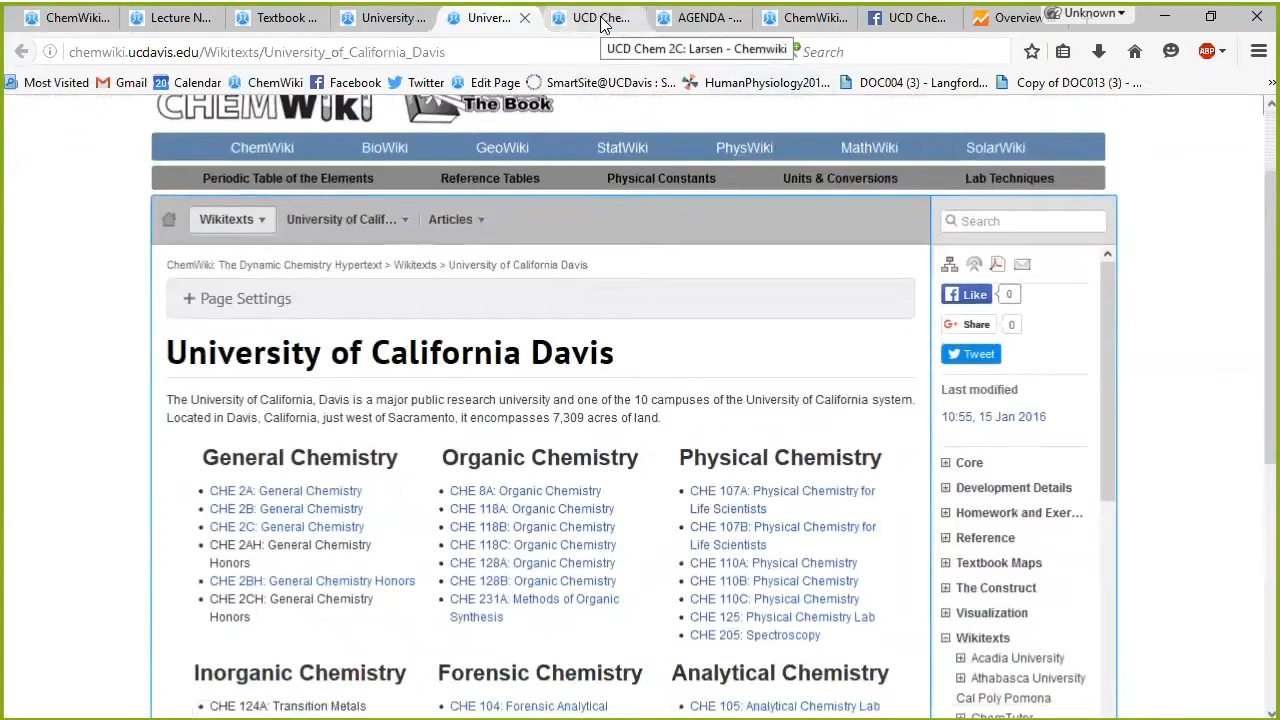 ChemWiki...
Lecture N...
Textbook ...
University ...
Univer...
UCD Che...
AGENDA -...
ChemWiki...
UCD Che...
Overvie
Unknown
chemwiki.ucdavis.edu/Wikitexts/University_of_California_Davis
UCD Chem 2C: Larsen - Chemwiki
Search
ABP
Most Visited
Gmail
20 Calendar
ChemWiki
Facebook
Twitter
Edit Page
SmartSite@UCDavis : S...
HumanPhysiology201...
DOC004 (3) - Langford...
Copy of DOC013 (3) - ...
CHEMWiki
The Book
ChemWiki
BioWiki
GeoWiki
StatWiki
PhysWiki
MathWiki
SolarWiki
Periodic Table of the Elements
Reference Tables
Physical Constants
Units & Conversions
Lab Techniques
Wikitexts
University of Calif...
Articles
Search
ChemWiki: The Dynamic Chemistry Hypertext > Wikitexts > University of California Davis
+ Page Settings
University of California Davis
The University of California, Davis is a major public research university and one of the 10 campuses of the University of California system.
Located in Davis, California, just west of Sacramento, it encompasses 7,309 acres of land.
General Chemistry
• CHE 2A: General Chemistry
• CHE 2B: General Chemistry
• CHE 2C: General Chemistry
• CHE 2AH: General Chemistry
Honors
• CHE 2BH: General Chemistry Honors
• CHE 2CH: General Chemistry
Honors
Organic Chemistry
• CHE 8A: Organic Chemistry
• CHE 118A: Organic Chemistry
• CHE 118B: Organic Chemistry
• CHE 118C: Organic Chemistry
• CHE 128A: Organic Chemistry
• CHE 128B: Organic Chemistry
• CHE 231A: Methods of Organic
Synthesis
Physical Chemistry
• CHE 107A: Physical Chemistry for
Life Scientists
• CHE 107B: Physical Chemistry for
Life Scientists
• CHE 110A: Physical Chemistry
• CHE 110B: Physical Chemistry
• CHE 110C: Physical Chemistry
• CHE 125: Physical Chemistry Lab
• CHE 205: Spectroscopy
Inorganic Chemistry
• CHE 124A: Transition Metals
Forensic Chemistry
• CHE 104: Forensic Analytical
Analytical Chemistry
• CHE 105: Analytical Chemistry Lab
Like 0
G+ Share 0
Tweet
Last modified
10:55, 15 Jan 2016
Core
Development Details
Homework and Exer...
Reference
Textbook Maps
The Construct
Visualization
Wikitexts
Acadia University
Athabasca University
Cal Poly Pomona
ChemTutor